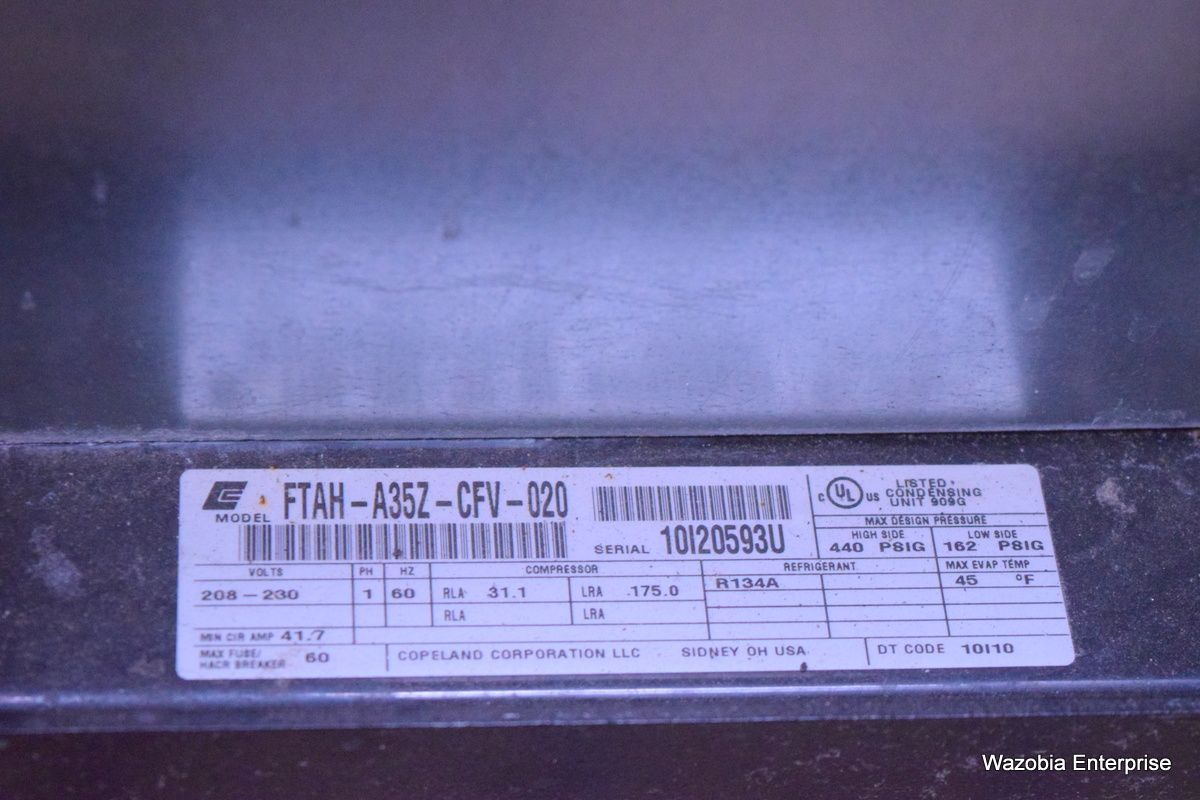 MODEL FTAH-A35Z-CFV-020
SERIAL 10I20593U
C UL US LISTED
CONDENSING
UNIT 909G
MAX DESIGN PRESSURE
HIGH SIDE LOW SIDE
440 PSIG 162 PSIG
VOLTS PH HZ COMPRESSOR REFRIGERANT MAX EVAP TEMP
208-230 1 60 RLA 31.1 LRA 175.0 R134A 45 °F
RLA LRA
MIN CIR AMP 41.7
MAX FUSE/
HACR BREAKER 60
COPELAND CORPORATION LLC SIDNEY OH USA DT CODE 10I10
Wazobia Enterprise